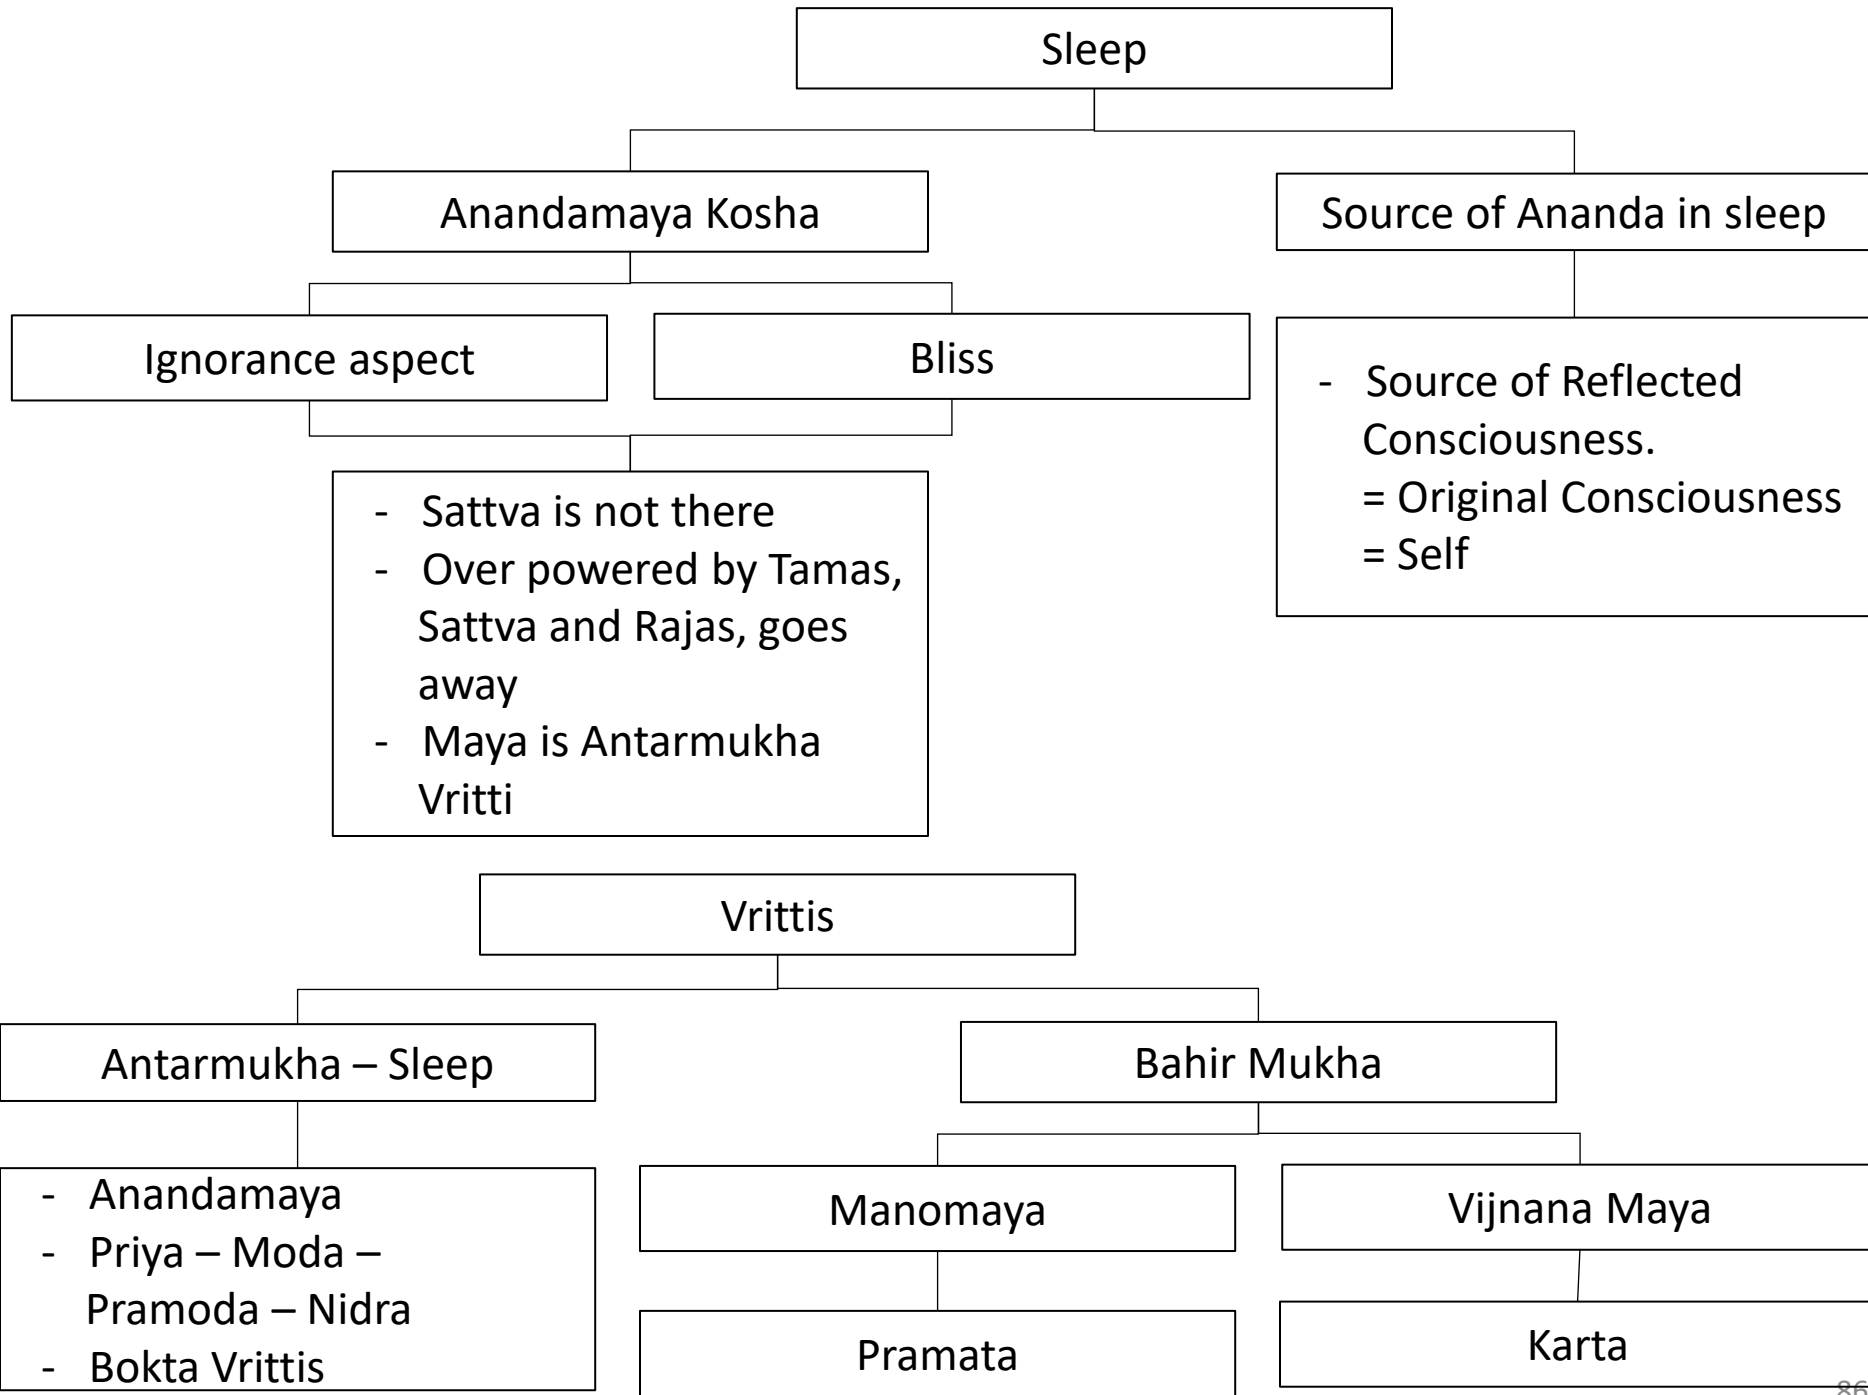 Sleep
Anandamaya Kosha
Source of Ananda in sleep
Ignorance aspect
Bliss
- Source of Reflected
Consciousness.
= Original Consciousness
= Self
- Sattva is not there
- Over powered by Tamas,
Sattva and Rajas, goes
away
- Maya is Antarmukha
Vritti
Vrittis
Antarmukha – Sleep
Bahir Mukha
- Anandamaya
- Priya – Moda –
Pramoda – Nidra
- Bokta Vrittis
Manomaya
Vijnana Maya
Pramata
Karta